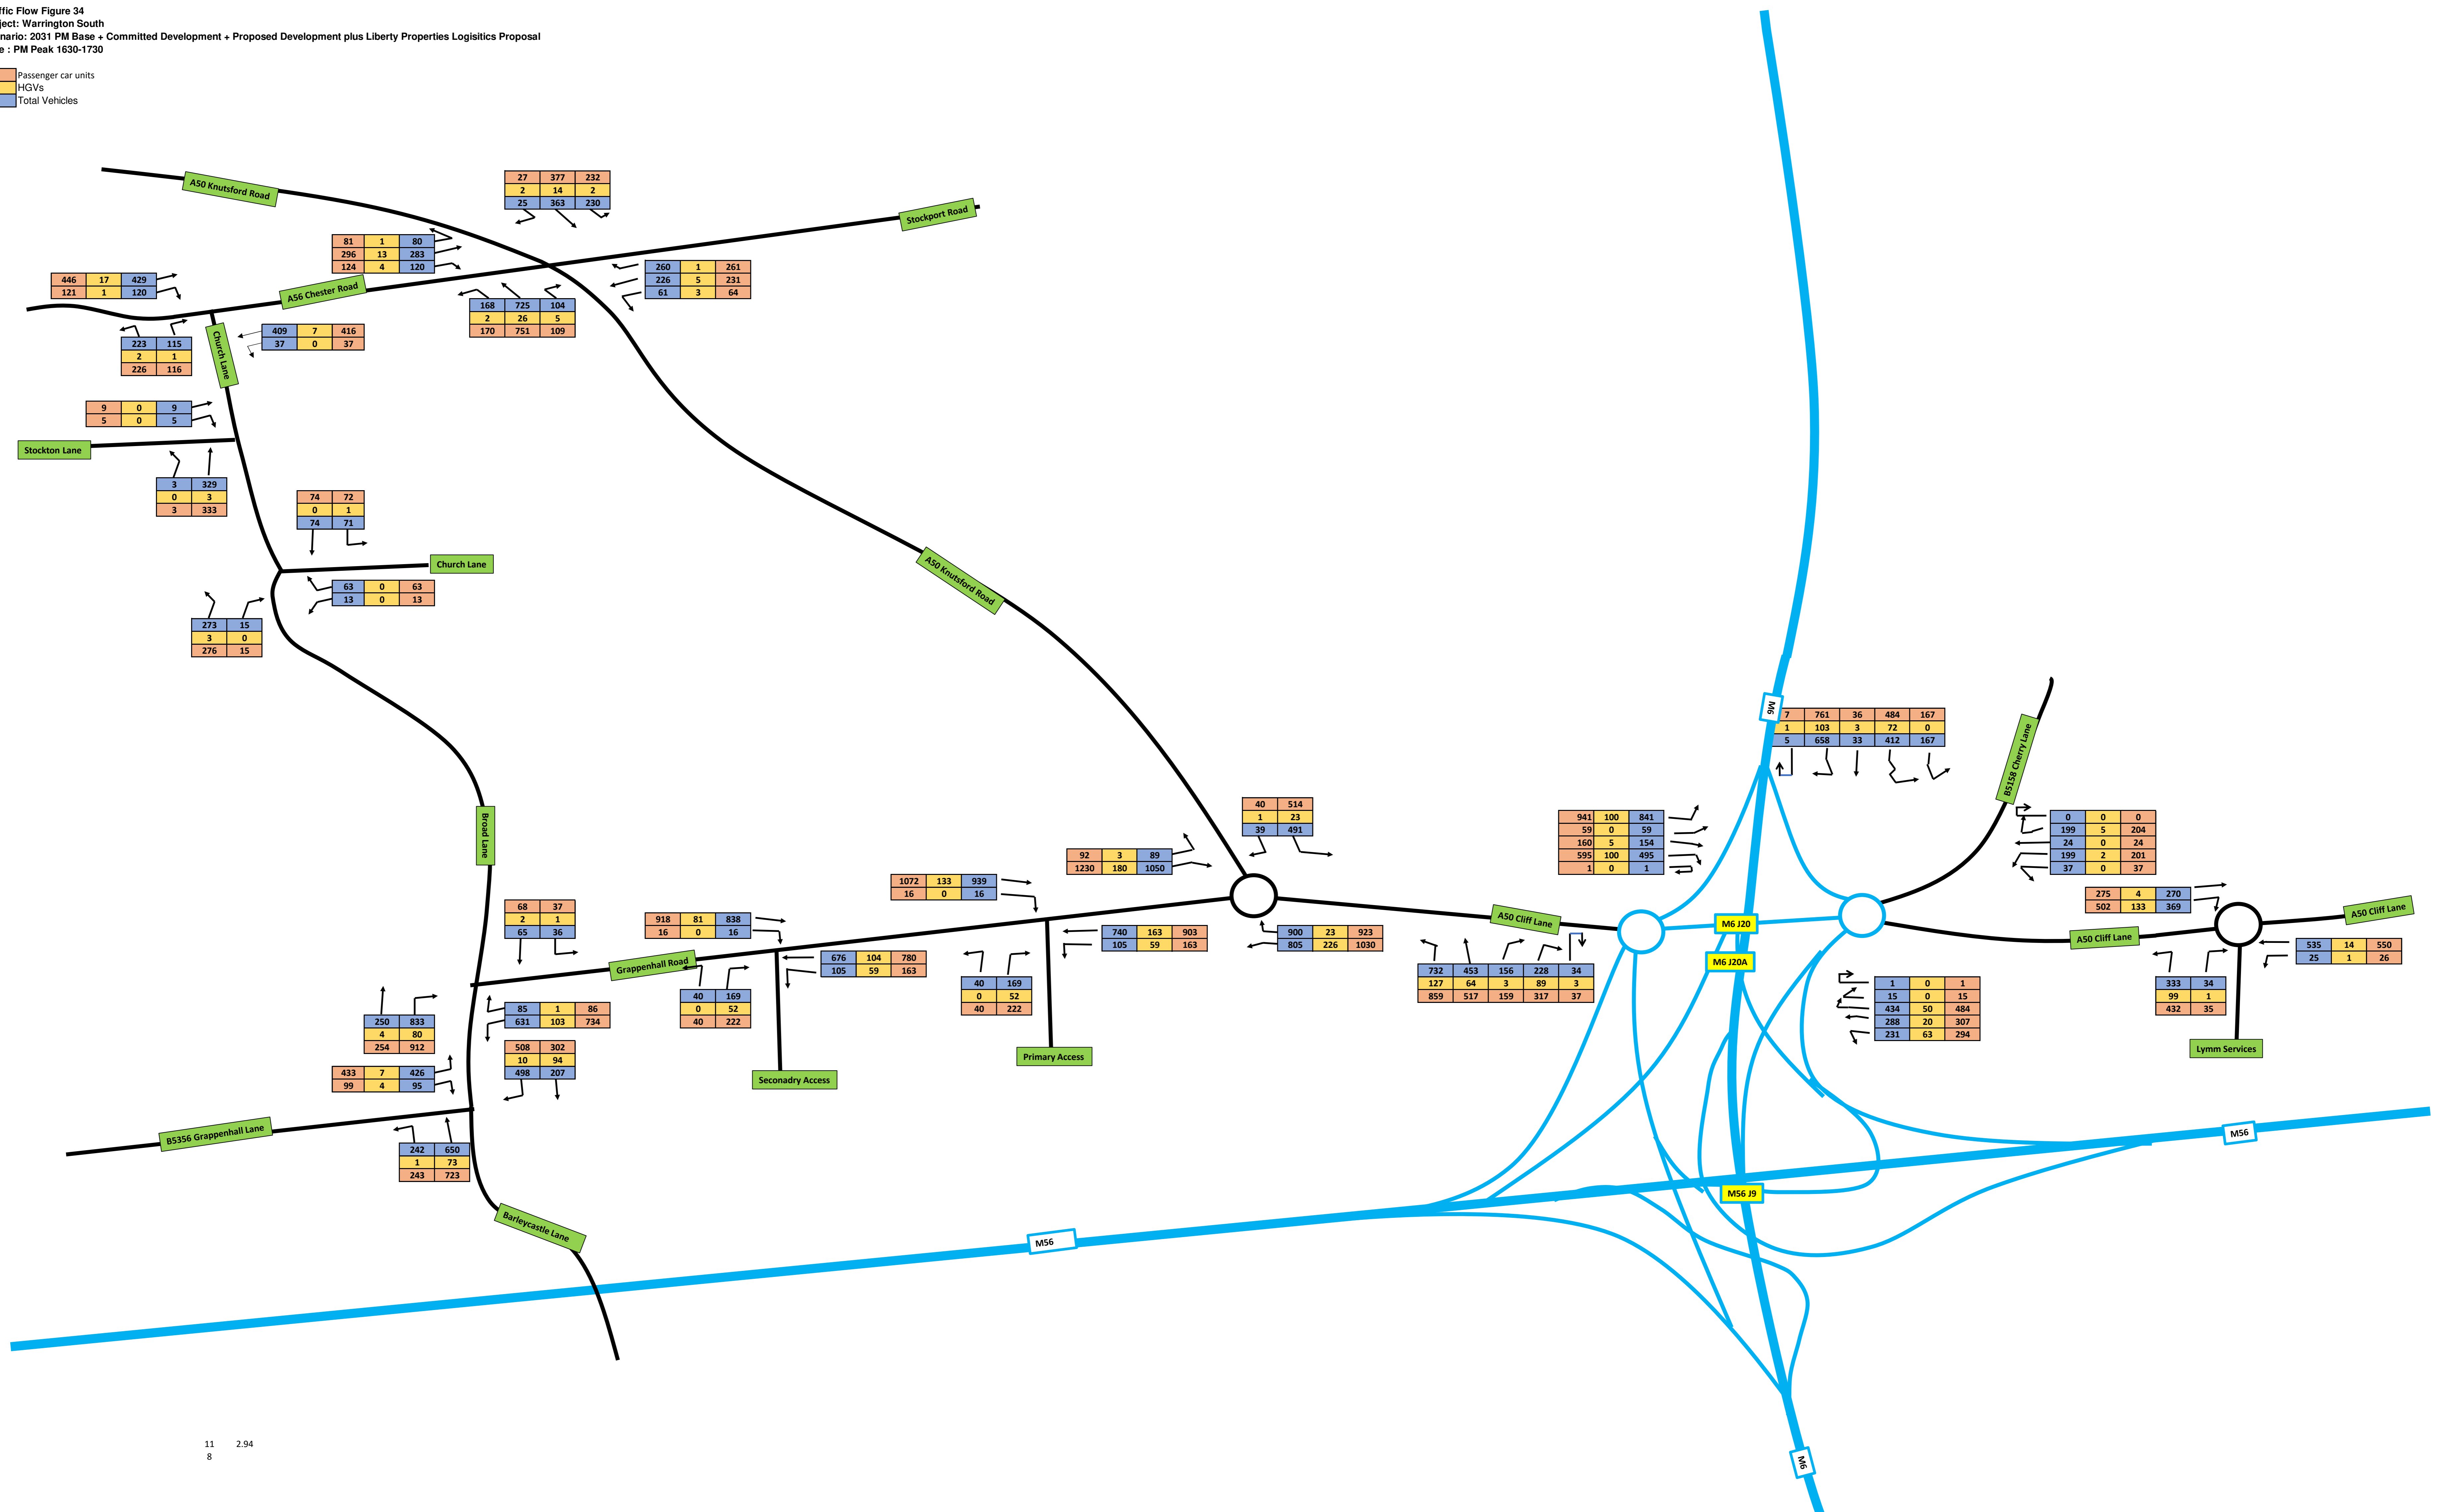 ffic Flow Figure 34
ject: Warrington South
nario: 2031 PM Base + Committed Development + Proposed Development plus Liberty Properties Logisitics Proposal
e : PM Peak 1630-1730
Passenger car units
HGVs
Total Vehicles
A50 Knutsford Road
27 377 232
2 14 2
25 363 230
Stockport Road
81 1 80
296 13 283
124 4 120
446 17 429
121 1 120
A56 Chester Road
260 1 261
226 5 231
61 3 64
168 725 104
2 26 5
170 751 109
Church Lane
409 7 416
37 0 37
223 115
2 1
226 116
9 0 9
5 0 5
Stockton Lane
3 329
0 3
3 333
74 72
0 1
74 71
Church Lane
63 0 63
13 0 13
273 15
3 0
276 15
A50 Knutsford Road
M6
7 761 36 484 167
1 103 3 72 0
5 658 33 412 167
B5158 Cherry Lane
Broad Lane
40 514
1 23
39 491
941 100 841
59 0 59
160 5 154
595 100 495
1 0 1
0 0 0
199 5 204
24 0 24
199 2 201
37 0 37
92 3 89
1230 180 1050
1072 133 939
16 0 16
275 4 270
502 133 369
68 37
2 1
65 36
918 81 838
16 0 16
A50 Cliff Lane
M6 J20
A50 Cliff Lane
A50 Cliff Lane
740 163 903
105 59 163
900 23 923
805 226 1030
535 14 550
25 1 26
Grappenhall Road
676 104 780
105 59 163
M6 J20A
732 453 156 228 34
127 64 3 89 3
859 517 159 317 37
40 169
0 52
40 222
40 169
0 52
40 222
1 0 1
15 0 15
434 50 484
288 20 307
231 63 294
333 34
99 1
432 35
85 1 86
631 103 734
250 833
4 80
254 912
508 302
10 94
498 207
Primary Access
Lymm Services
433 7 426
99 4 95
Seconadry Access
B5356 Grappenhall Lane
242 650
1 73
243 723
M56
M56 J9
Barleycastle Lane
M56
11 2.94
8
M6